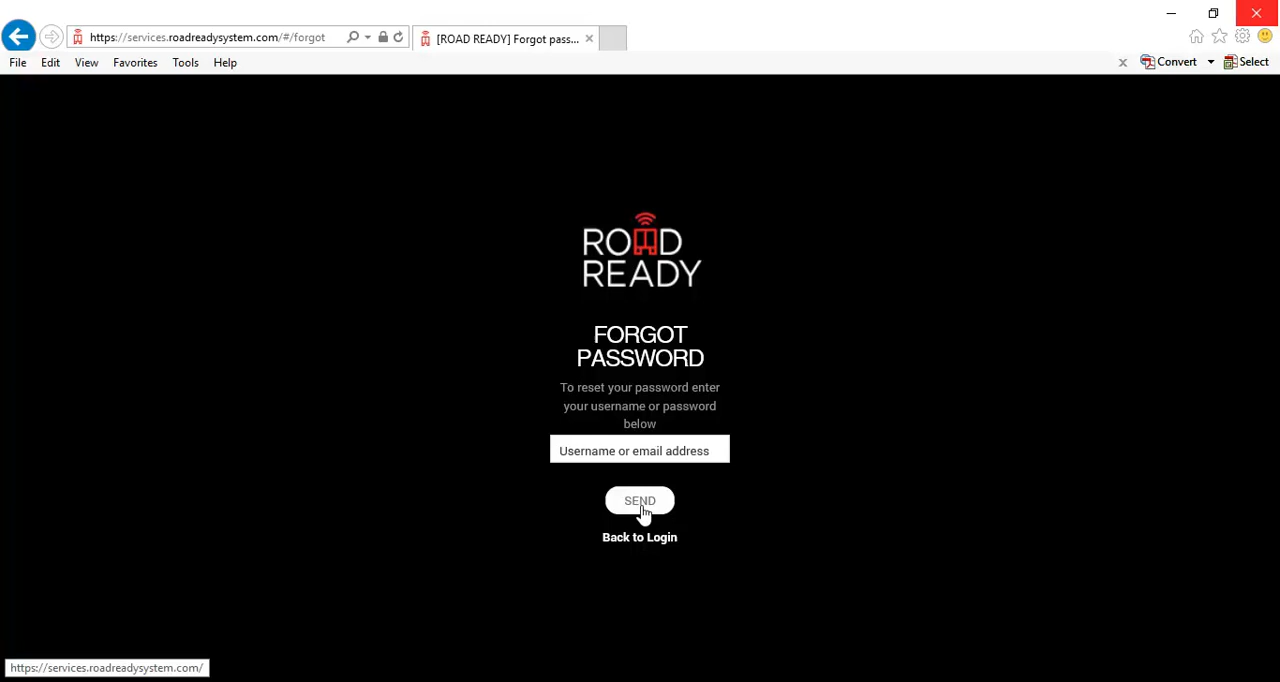 https://services.roadreadysystem.com/#/forgot
[ROAD READY] Forgot pass...
File Edit View Favorites Tools Help
Convert Select
ROAD
READY
FORGOT
PASSWORD
To reset your password enter
your username or password
below
Username or email address
SEND
Back to Login
https://services.roadreadysystem.com/